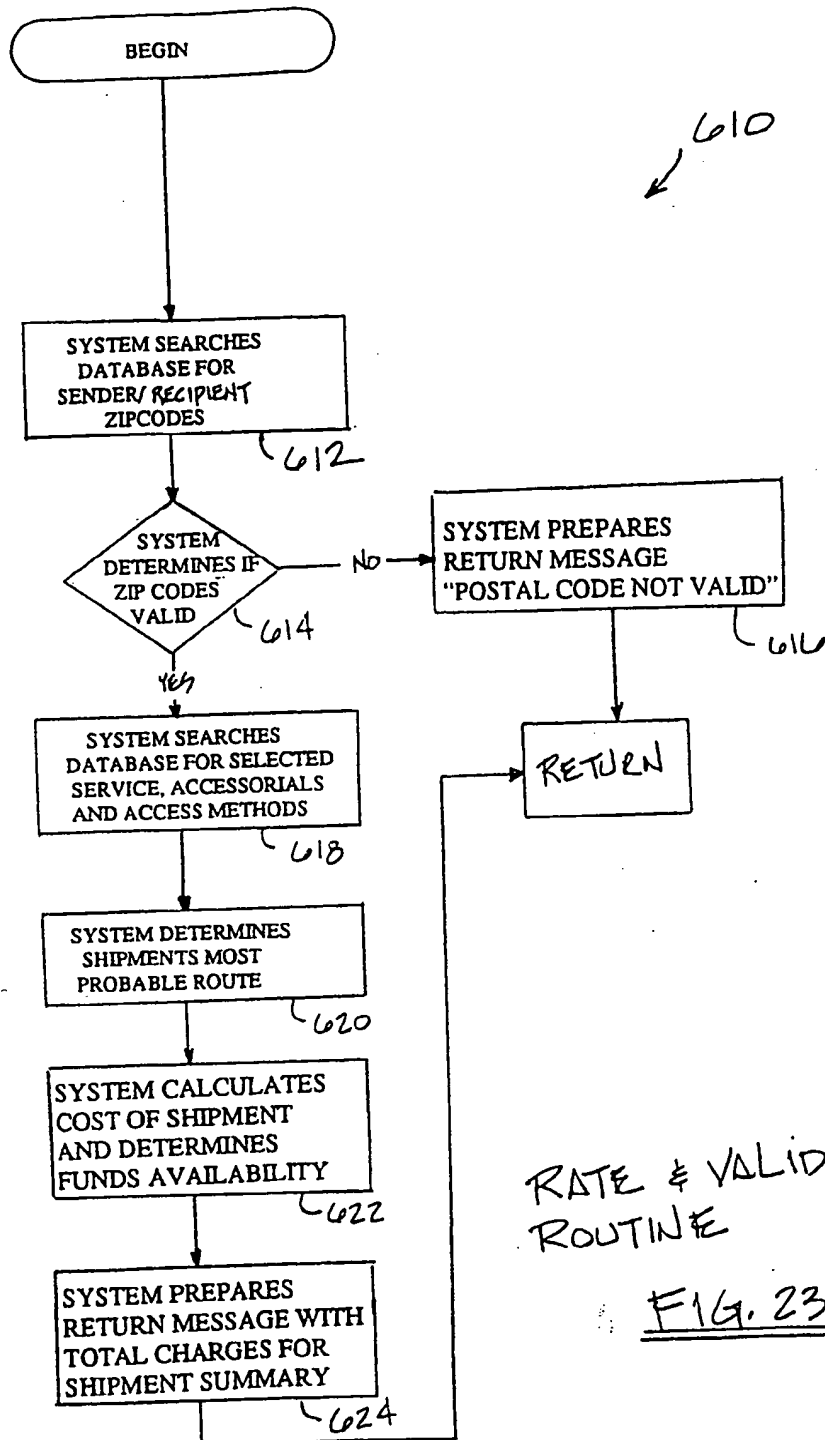 BEGIN
610
SYSTEM SEARCHES
DATABASE FOR
SENDER/ RECIPIENT
ZIPCODES
612
SYSTEM
DETERMINES IF
ZIP CODES
VALID
614
NO
SYSTEM PREPARES
RETURN MESSAGE
"POSTAL CODE NOT VALID"
616
YES
SYSTEM SEARCHES
DATABASE FOR SELECTED
SERVICE, ACCESSORIALS
AND ACCESS METHODS
618
RETURN
SYSTEM DETERMINES
SHIPMENTS MOST
PROBABLE ROUTE
620
SYSTEM CALCULATES
COST OF SHIPMENT
AND DETERMINES
FUNDS AVAILABILITY
622
SYSTEM PREPARES
RETURN MESSAGE WITH
TOTAL CHARGES FOR
SHIPMENT SUMMARY
624
RATE & VALID
ROUTINE
FIG. 23